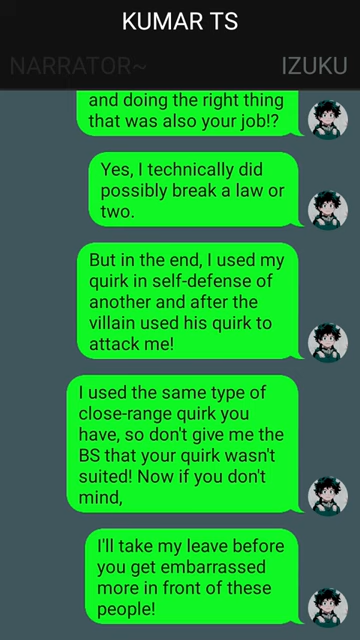 KUMAR TS
NARRATOR~
IZUKU
and doing the right thing
that was also your job!?
Yes, I technically did
possibly break a law or
two.
But in the end, I used my
quirk in self-defense of
another and after the
villain used his quirk to
attack me!
I used the same type of
close-range quirk you
have, so don't give me the
BS that your quirk wasn't
suited! Now if you don't
mind,
I'll take my leave before
you get embarrassed
more in front of these
people!